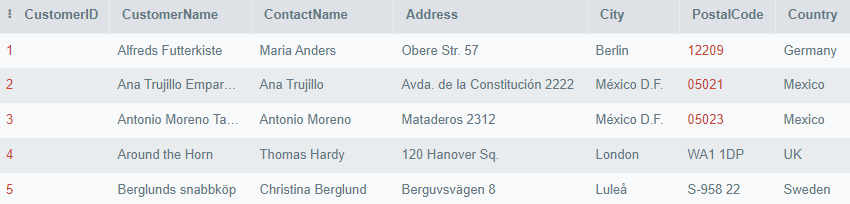 CustomerID CustomerName ContactName Address City PostalCode Country
1 Alfreds Futterkiste Maria Anders Obere Str. 57 Berlin 12209 Germany
2 Ana Trujillo Empar... Ana Trujillo Avda. de la Constitución 2222 México D.F. 05021 Mexico
3 Antonio Moreno Ta... Antonio Moreno Mataderos 2312 México D.F. 05023 Mexico
4 Around the Horn Thomas Hardy 120 Hanover Sq. London WA1 1DP UK
5 Berglunds snabbköp Christina Berglund Berguvsvägen 8 Luleå S-958 22 Sweden